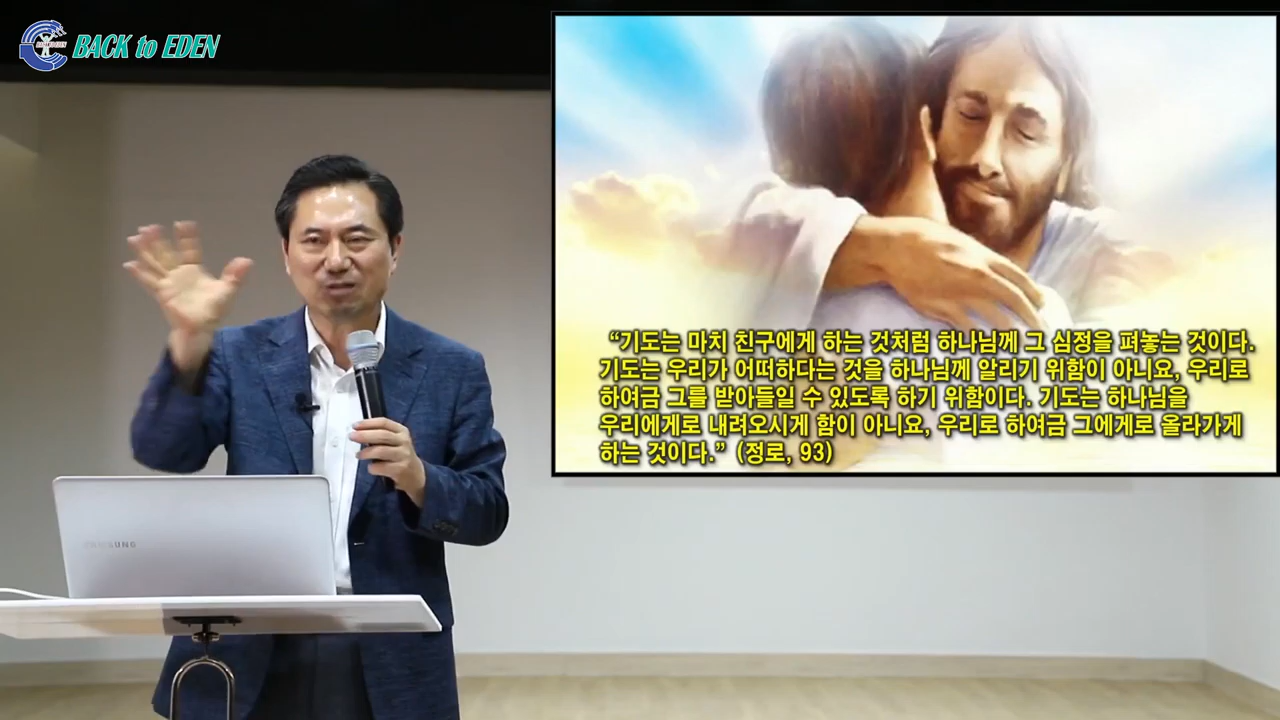 BACK to EDEN
“기도는 마치 친구에게 하는 것처럼 하나님께 그 심정을 펴놓는 것이다.
기도는 우리가 어떠하다는 것을 하나님께 알리기 위함이 아니요, 우리로
하여금 그를 받아들일 수 있도록 하기 위함이다. 기도는 하나님을
우리에게로 내려오시게 함이 아니요, 우리로 하여금 그에게로 올라가게
하는 것이다.” (정로, 93)
SAMSUNG